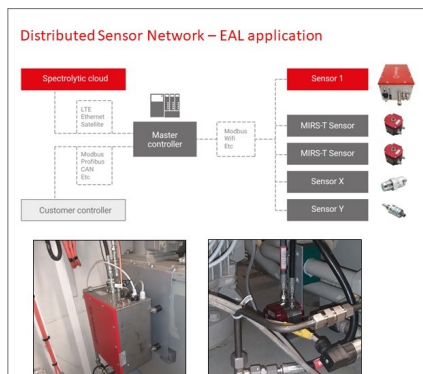 Distributed Sensor Network – EAL application
Spectrolytic cloud
LTE
Ethernet
Satellite
Master
controller
Modbus
Profibus
CAN
Etc
Customer controller
Modbus
Wifi
Etc
Sensor 1
MIRS-T Sensor
MIRS-T Sensor
Sensor X
Sensor Y